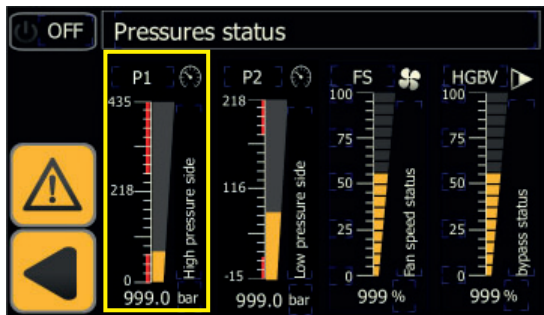 OFF
Pressures status
P1
P2
FS
HGBV
435
218
0
High pressure side
999.0 bar
218
116
-15
Low pressure side
999.0 bar
100
75
50
25
0
Fan speed status
999 %
100
75
50
25
0
bypass status
999 %